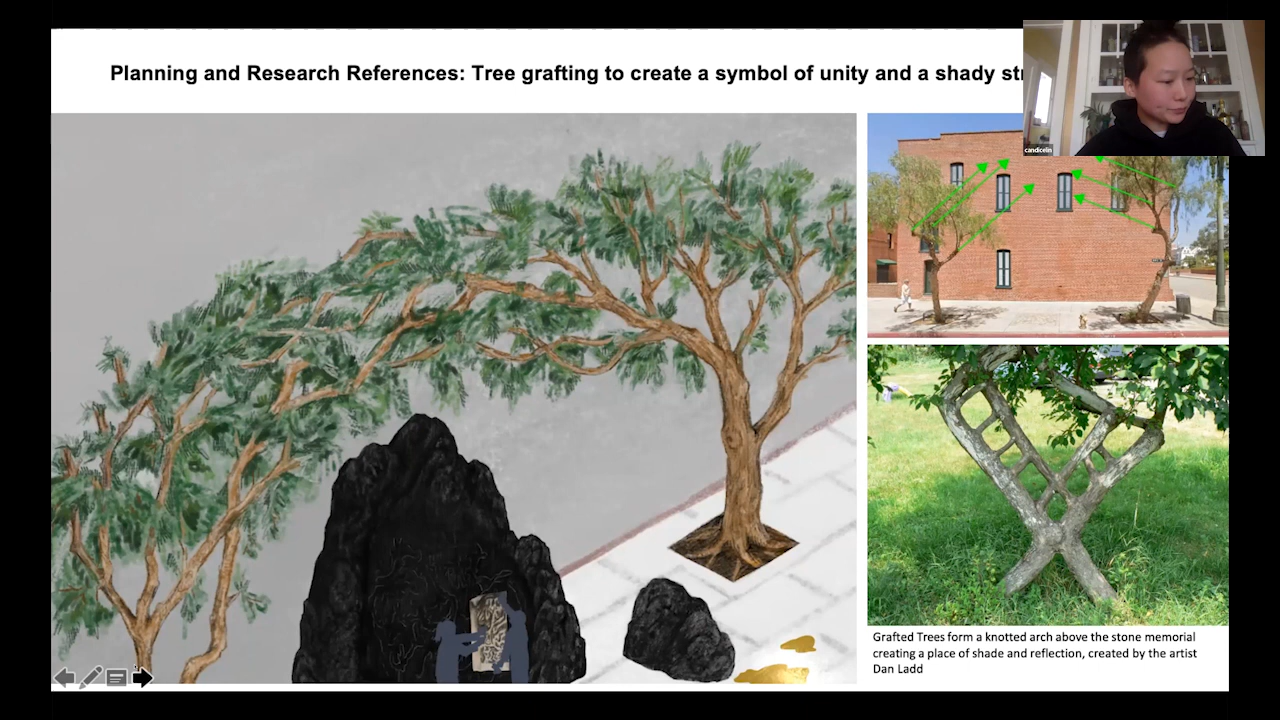 Planning and Research References: Tree grafting to create a symbol of unity and a shady
candicelin
Grafted Trees form a knotted arch above the stone memorial
creating a place of shade and reflection, created by the artist
Dan Ladd